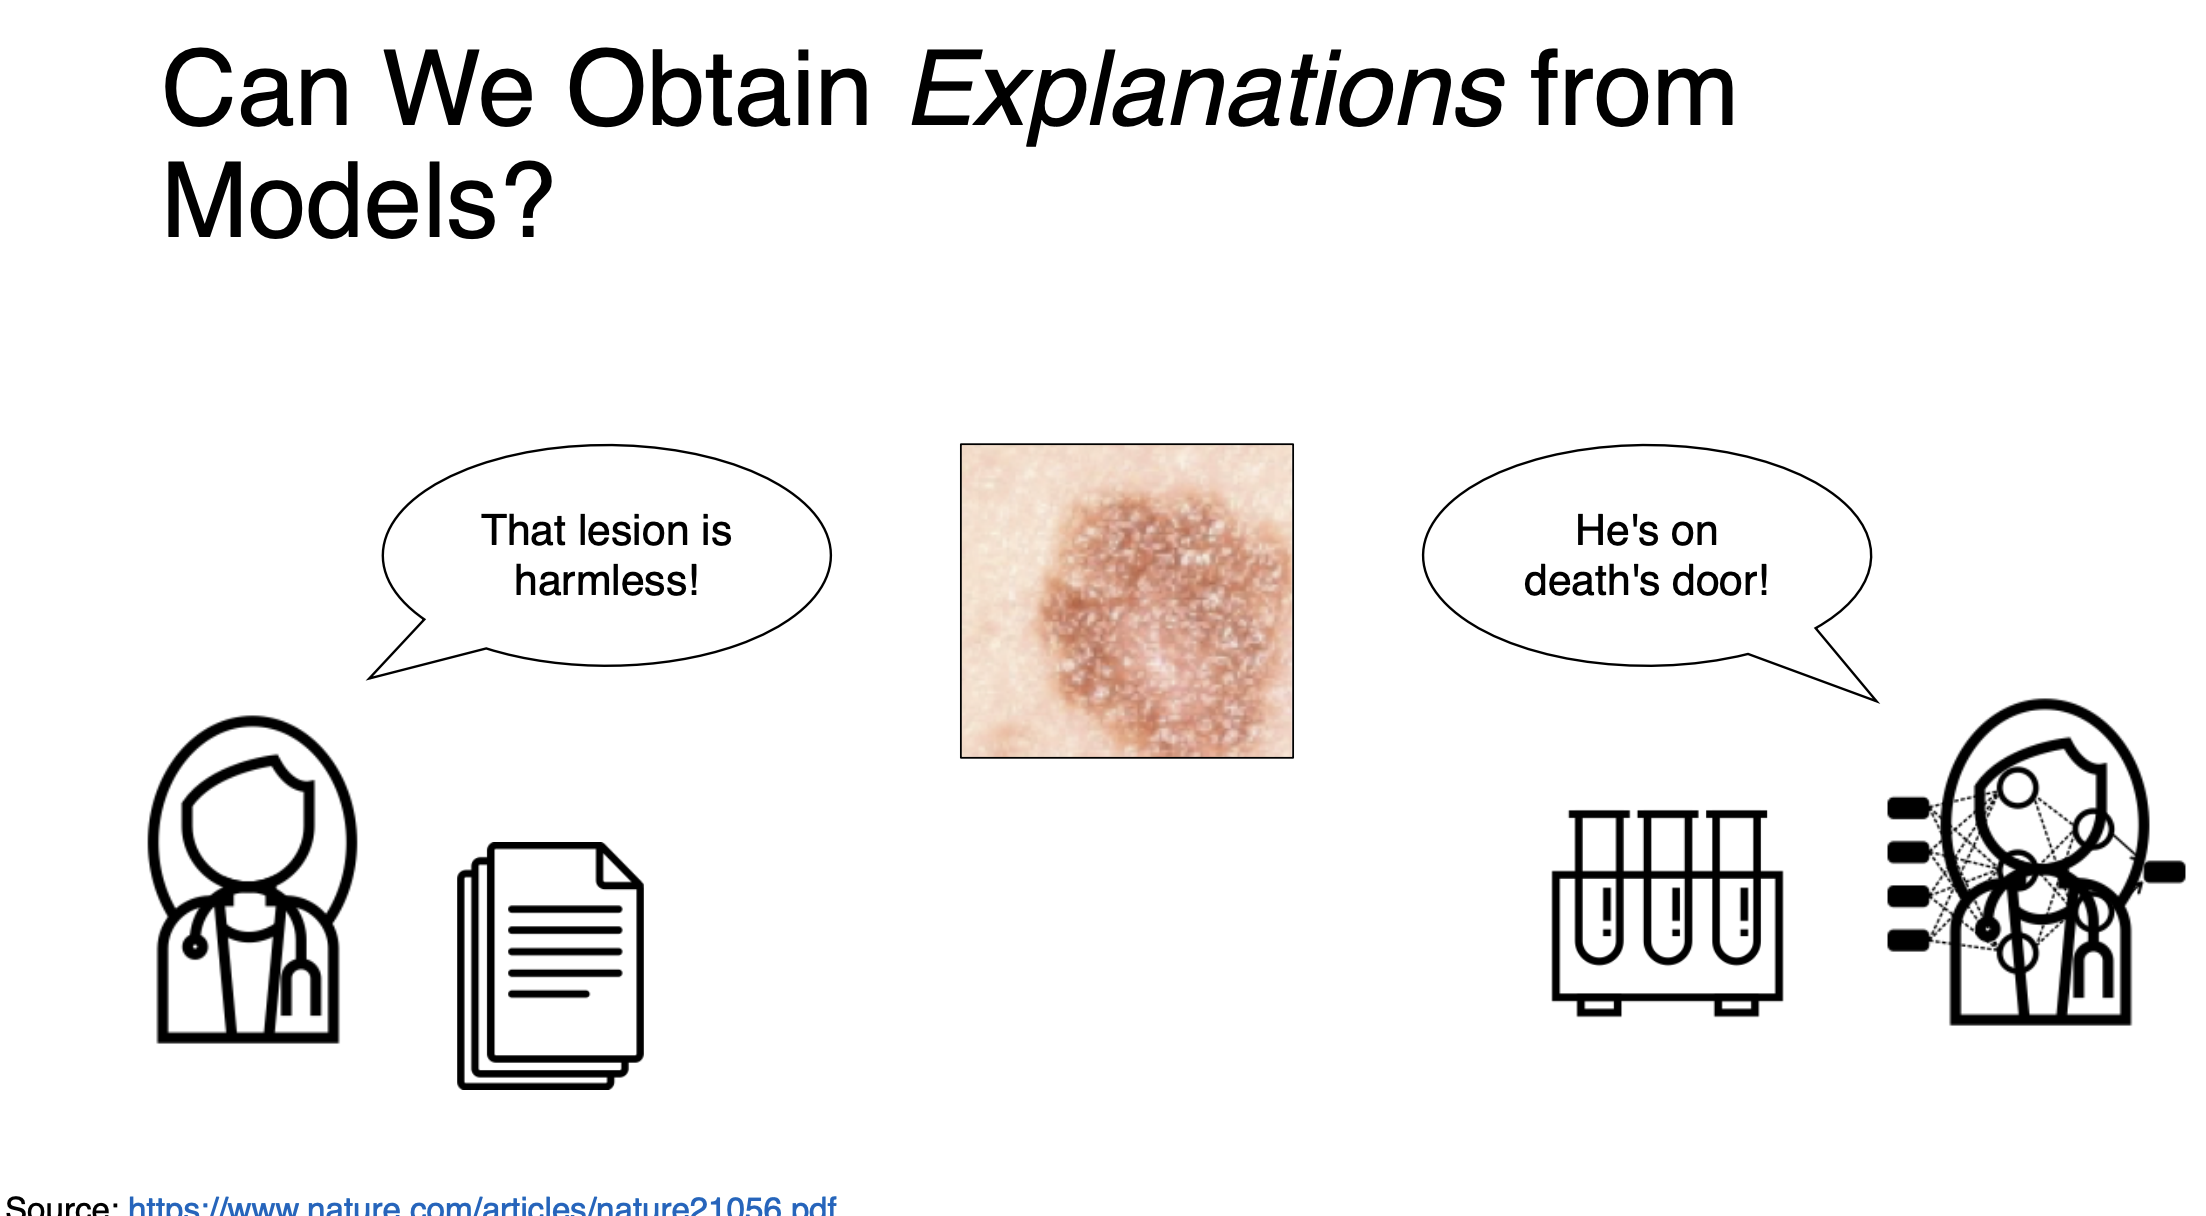 Can We Obtain Explanations from
Models?
That lesion is
harmless!
He's on
death's door!
Source: https://www.nature.com/articles/nature21056.pdf